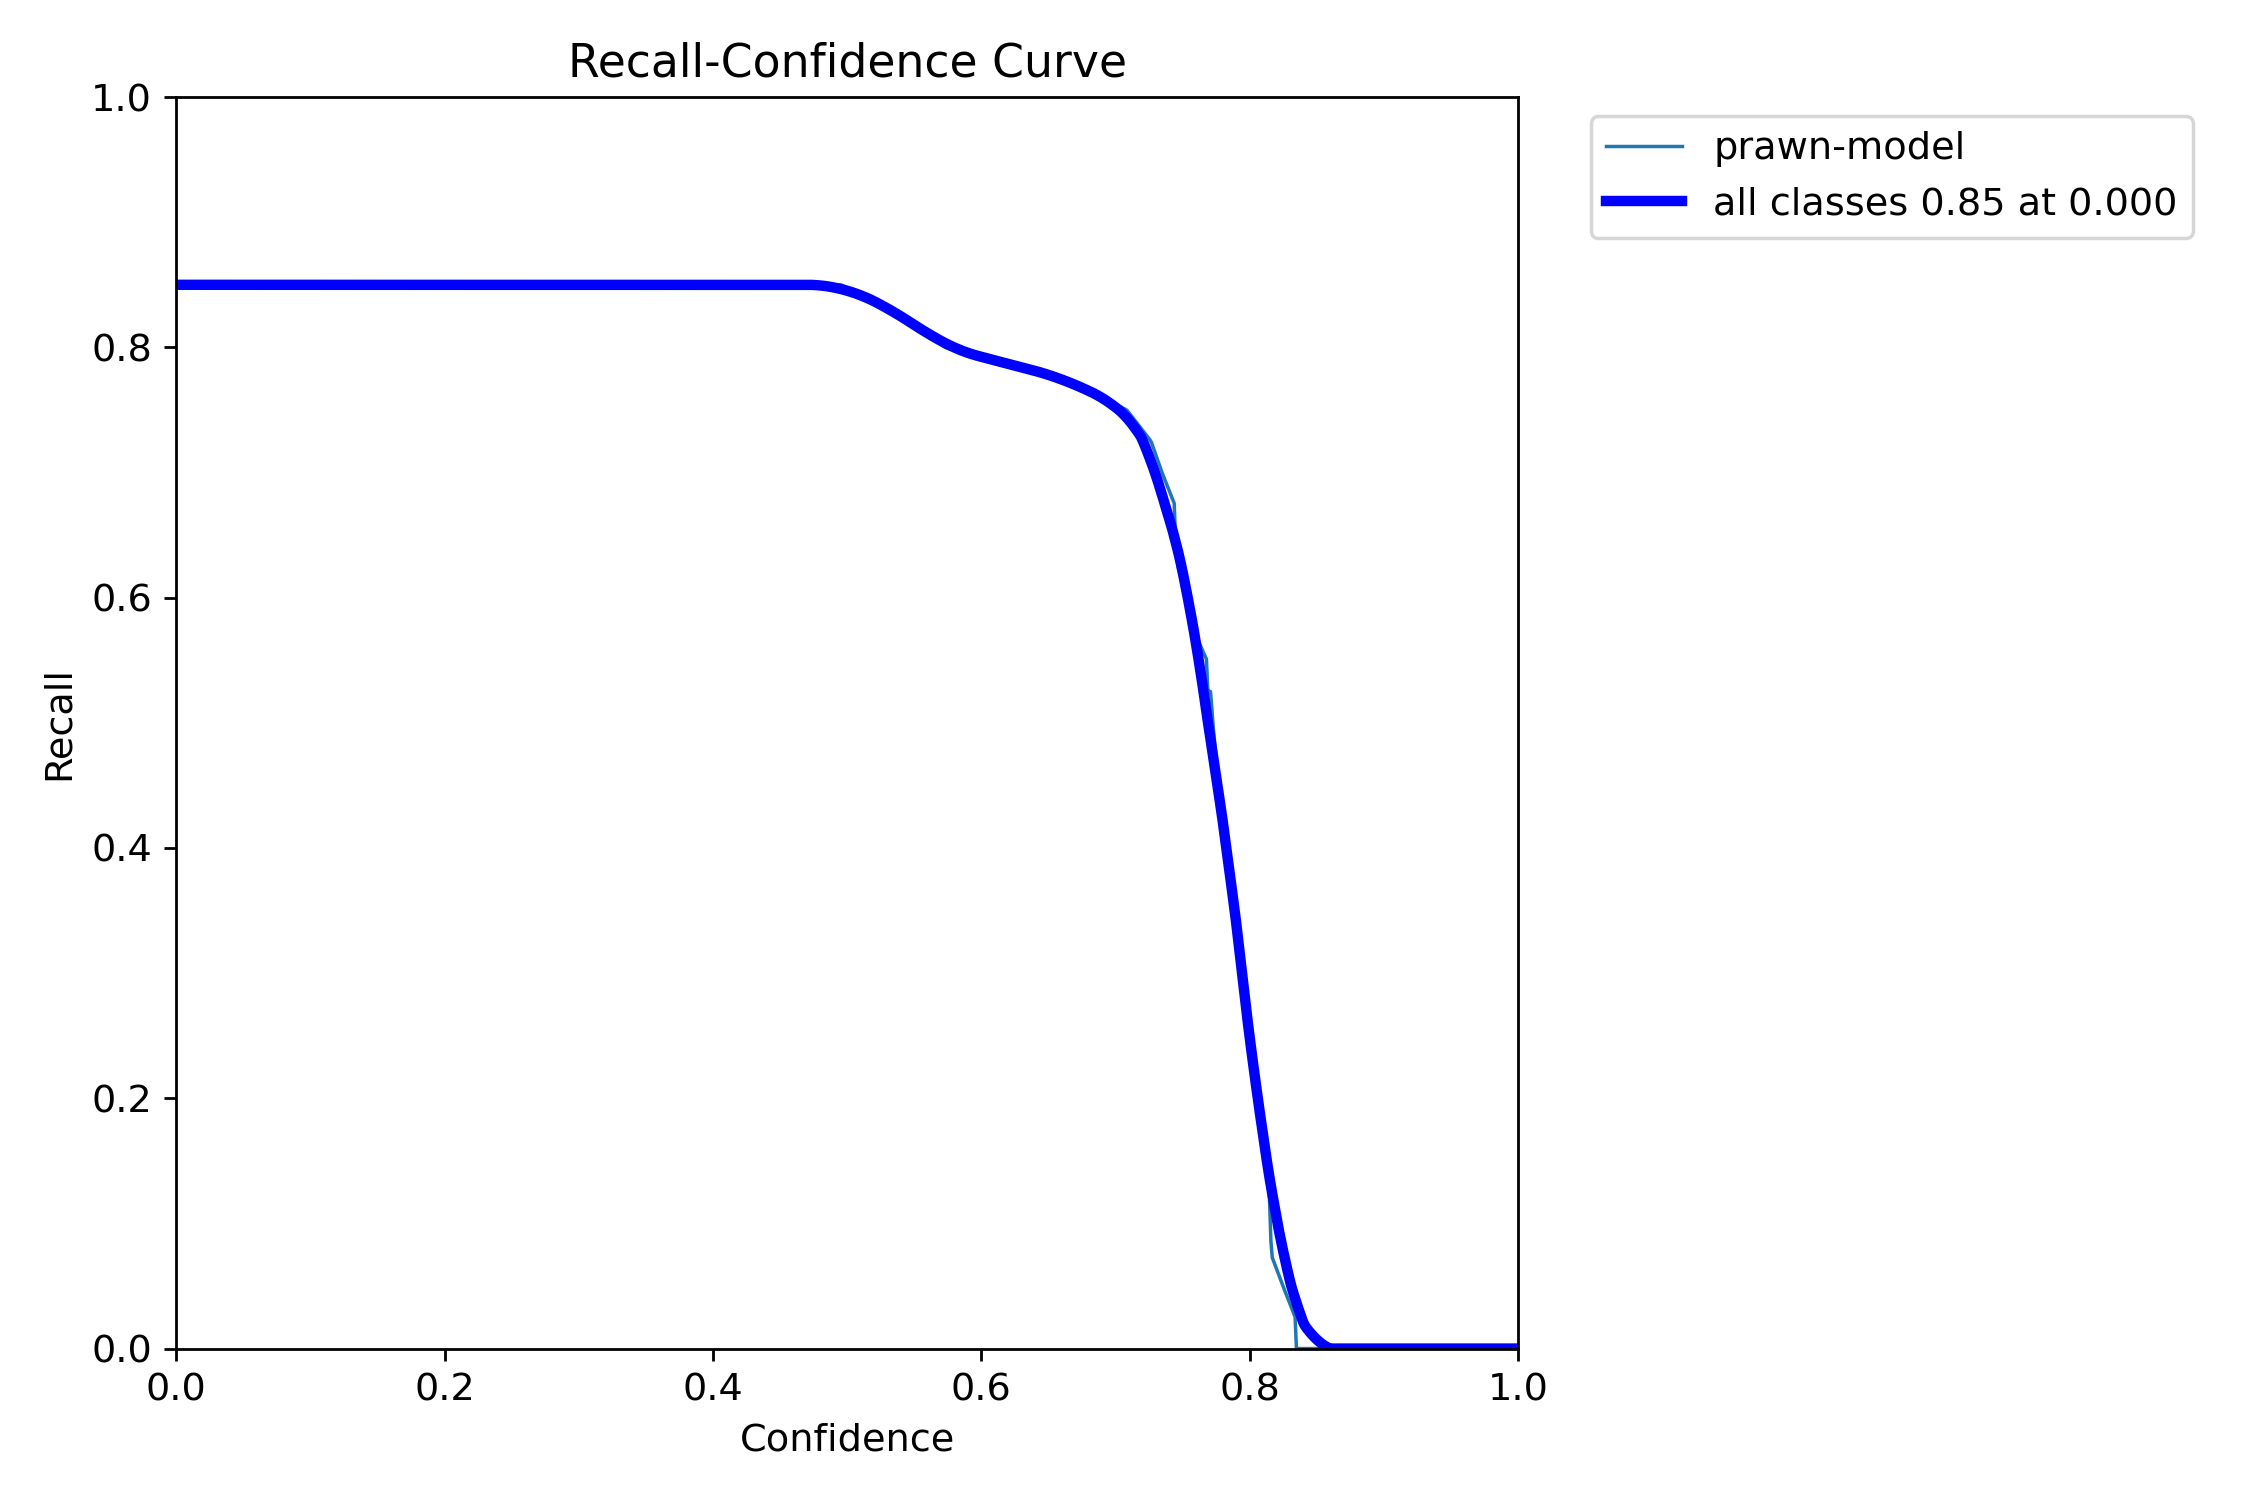 Recall-Confidence Curve
prawn-model
all classes 0.85 at 0.000
1.0
0.8
0.6
0.4
0.2
0.0
Recall
0.0 0.2 0.4 0.6 0.8 1.0
Confidence